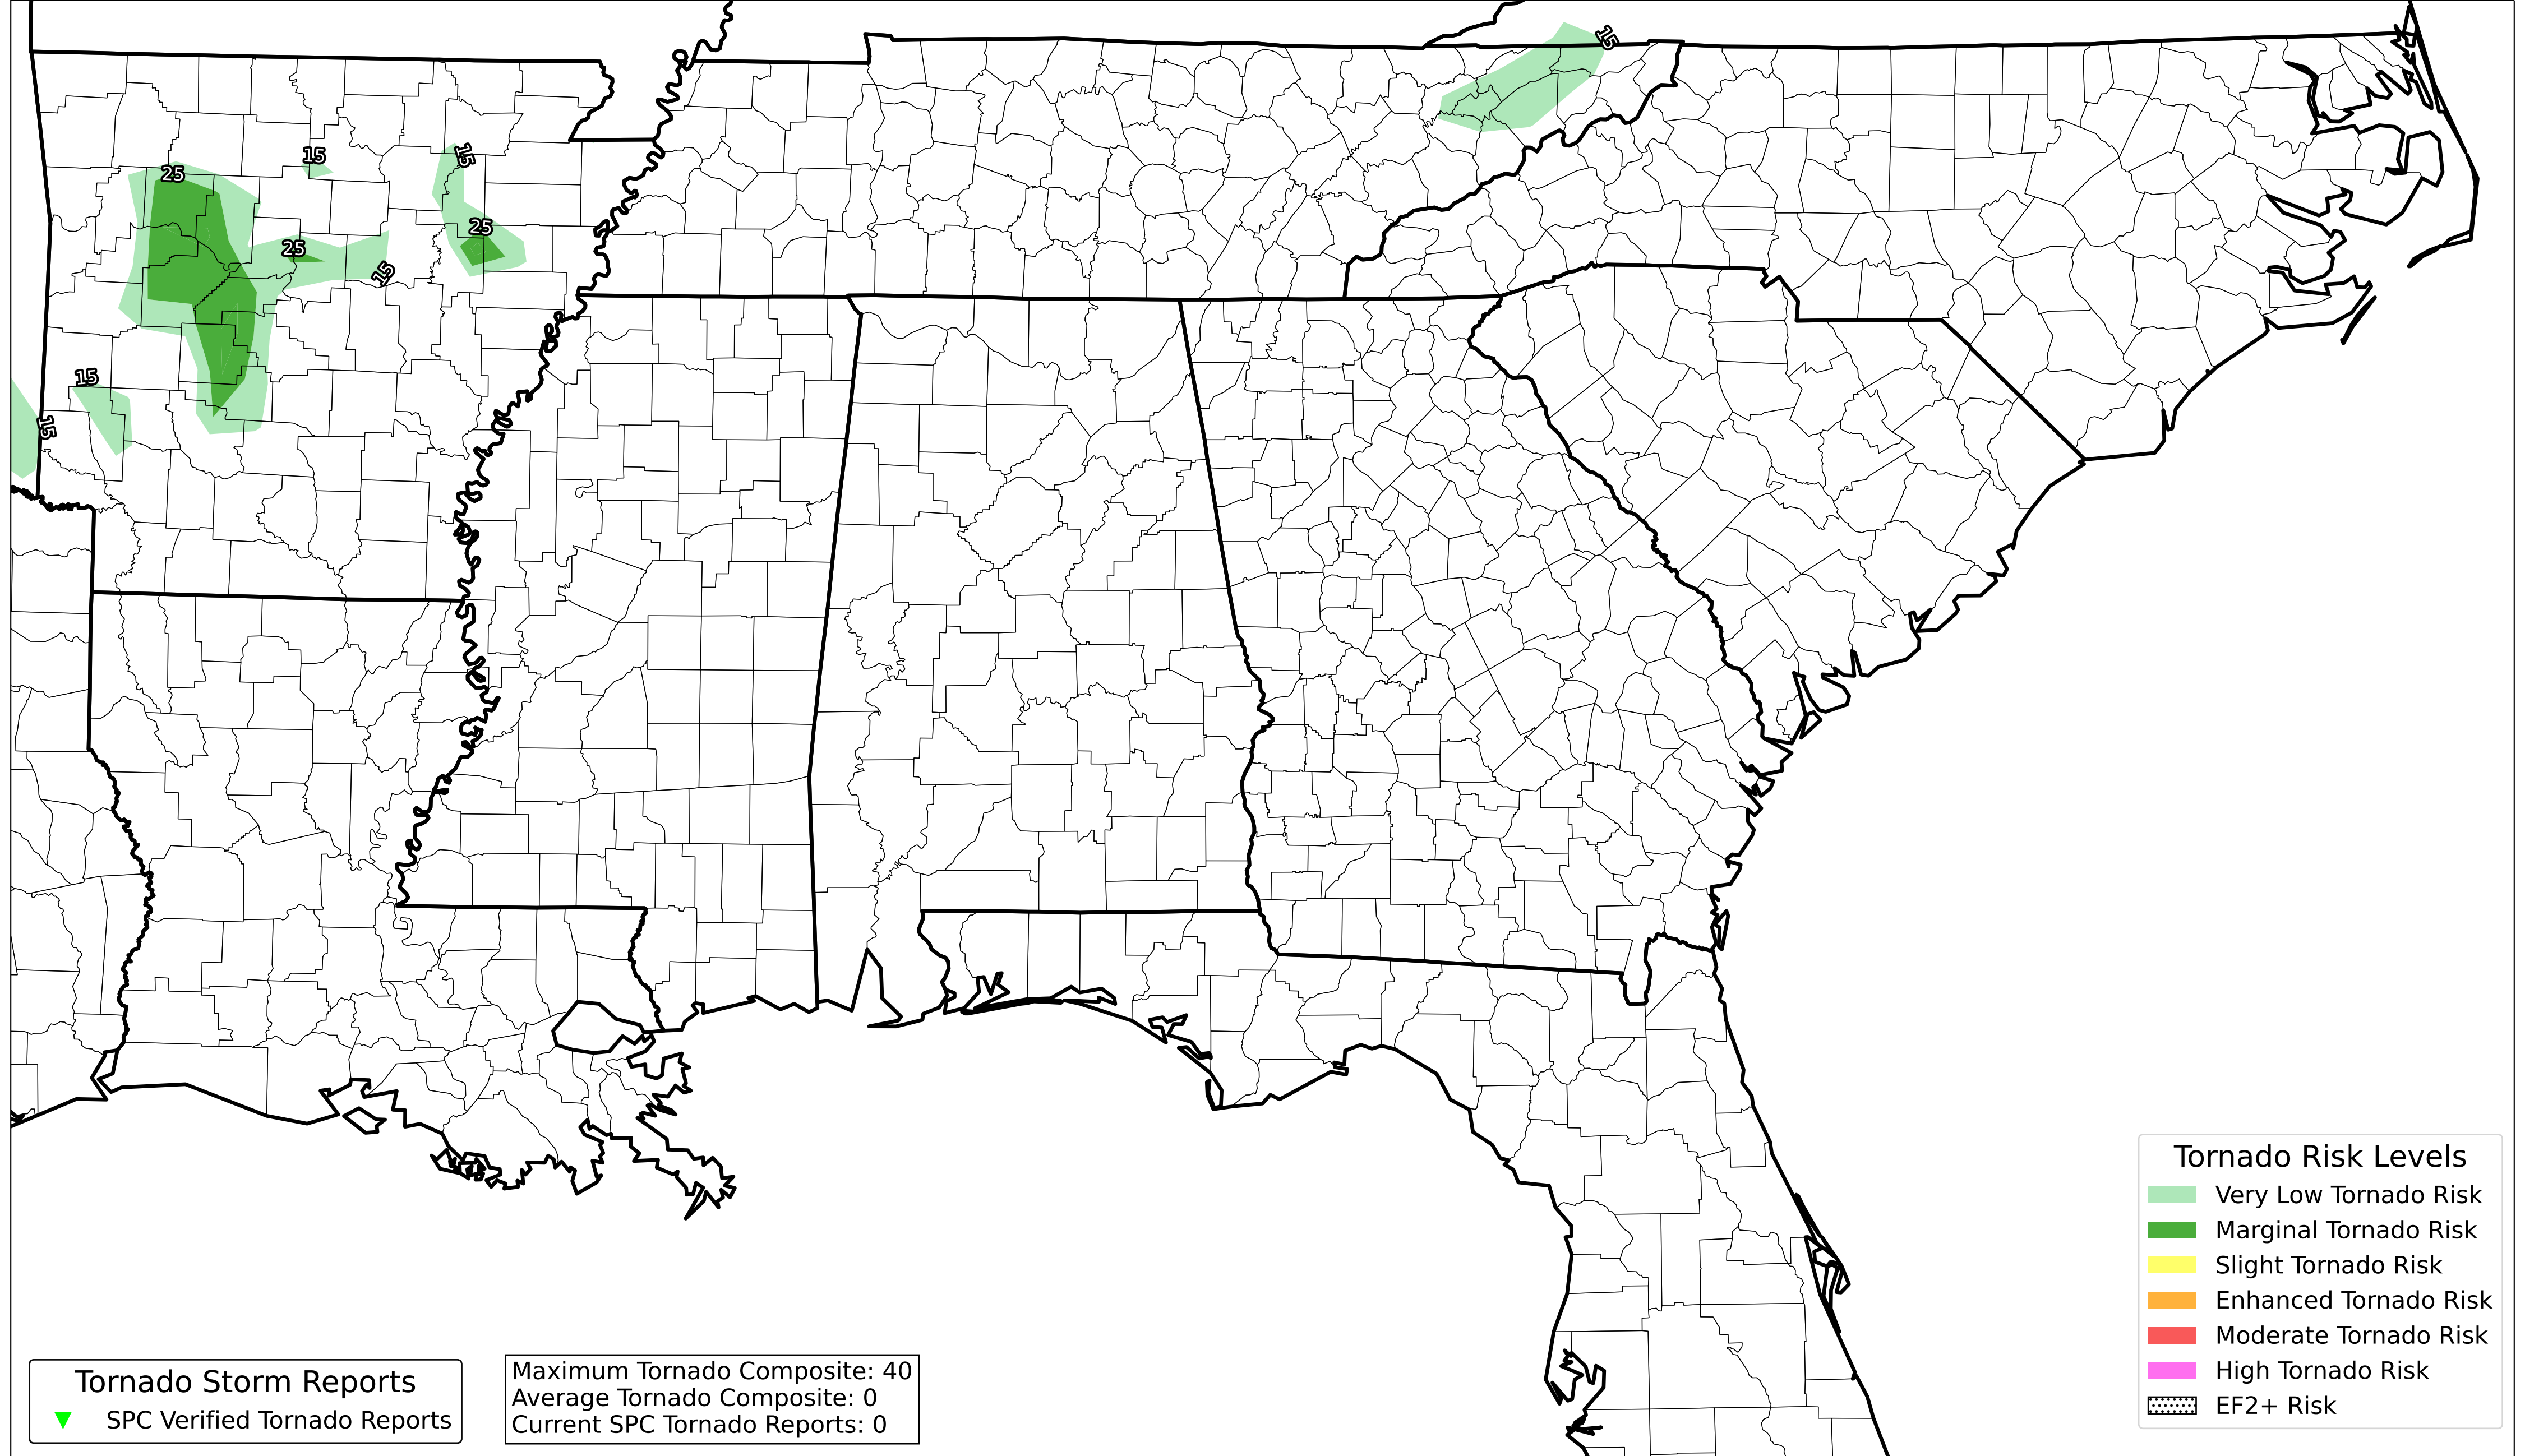 15
15
15
25
25
25
15
15
15
Tornado Risk Levels
Very Low Tornado Risk
Marginal Tornado Risk
Slight Tornado Risk
Enhanced Tornado Risk
Moderate Tornado Risk
High Tornado Risk
EF2+ Risk
Tornado Storm Reports
SPC Verified Tornado Reports
Maximum Tornado Composite: 40
Average Tornado Composite: 0
Current SPC Tornado Reports: 0